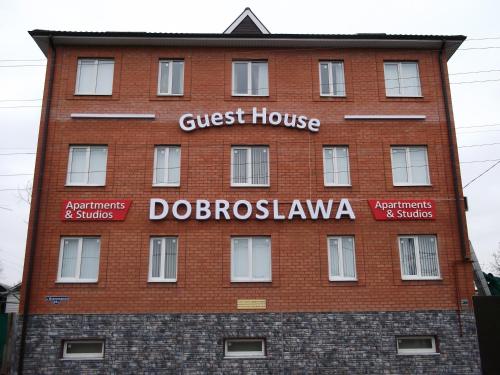 Guest House
Apartments
& Studios
DOBROSLAWA
Apartments
& Studios